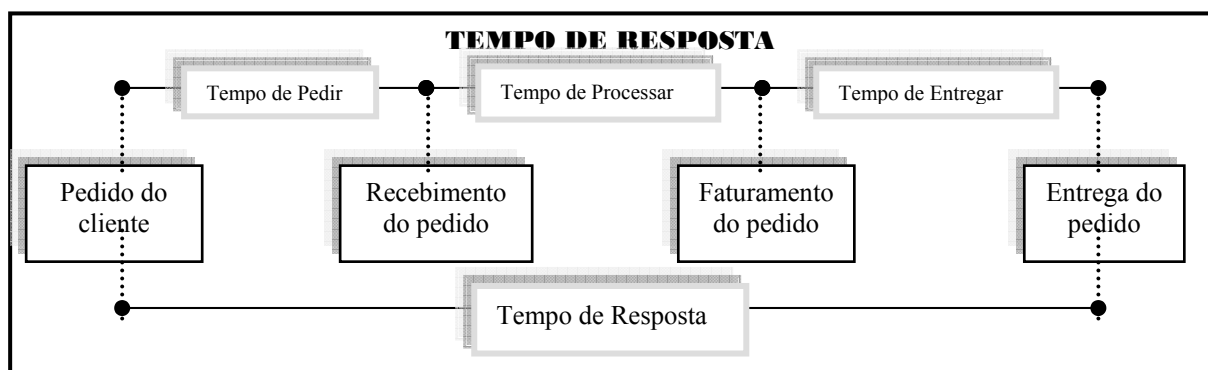 TEMPO DE RESPOSTA
Tempo de Pedir
Tempo de Processar
Tempo de Entregar
Pedido do
cliente
Recebimento
do pedido
Faturamento
do pedido
Entrega do
pedido
Tempo de Resposta